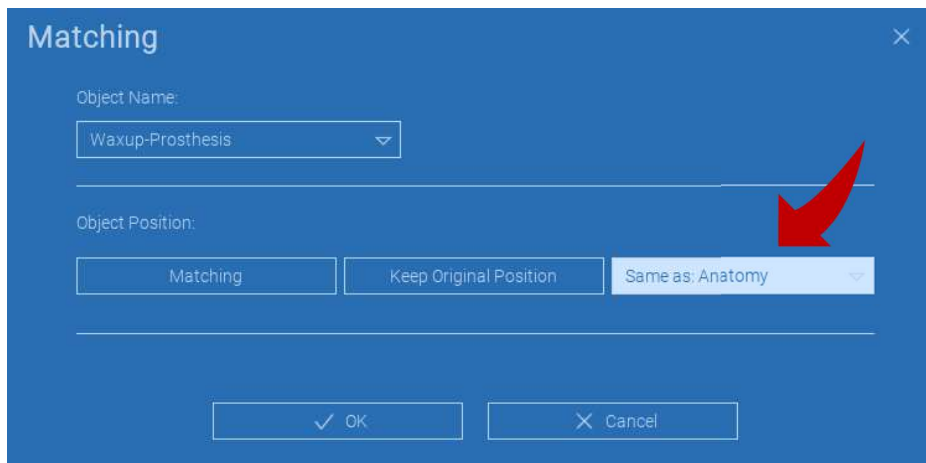 Matching
Object Name:
Waxup-Prosthesis
Object Position:
Matching
Keep Original Position
Same as: Anatomy
OK
Cancel